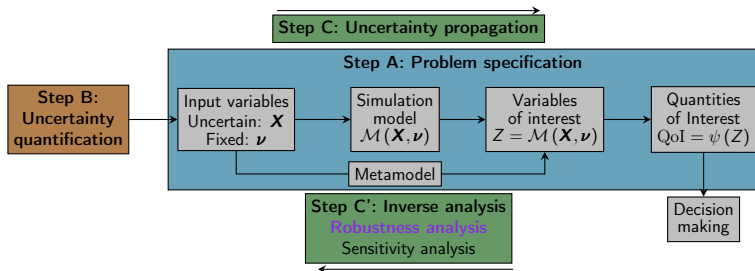 Step C: Uncertainty propagation
Step A: Problem specification
Step B:
Uncertainty
quantification
Input variables
Uncertain: X
Fixed: ν
Simulation
model
M (X, ν)
Variables
of interest
Z = M (X, ν)
Quantities
of Interest
QoI = ψ (Z)
Metamodel
Step C’: Inverse analysis
Robustness analysis
Sensitivity analysis
Decision
making